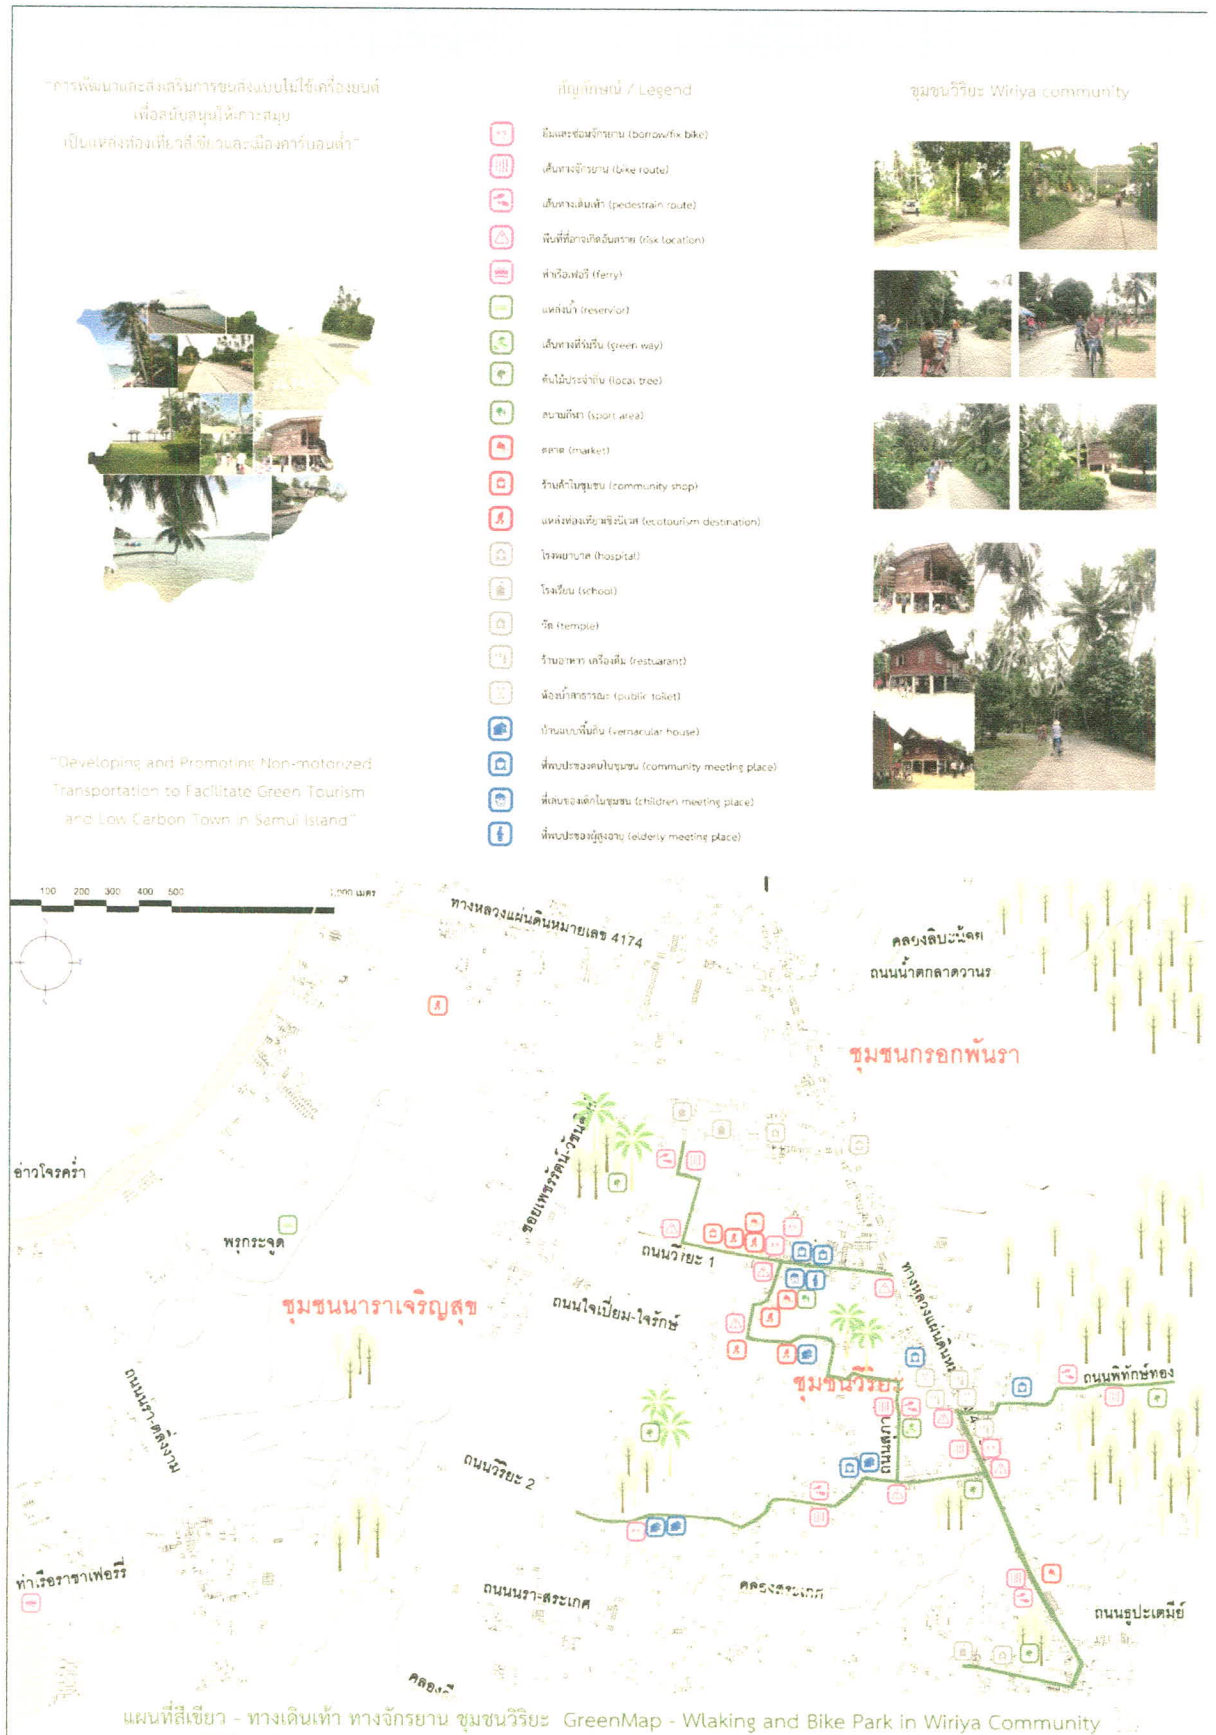 "การพัฒนาและส่งเสริมการขนส่งแบบไม่ใช้เครื่องยนต์
เพื่อสนับสนุนให้เกาะสมุย
เป็นแหล่งท่องเที่ยวสีเขียวและเมืองคาร์บอนต่ำ"
"Developing and Promoting Non-motorized
Transportation to Facilitate Green Tourism
and Low Carbon Town in Samui Island"
สัญลักษณ์ / Legend
ยืมและซ่อมจักรยาน (borrow/fix bike)
เส้นทางจักรยาน (bike route)
เส้นทางเดินเท้า (pedestrain route)
พื้นที่ที่อาจเกิดอันตราย (risk location)
ท่าเรือเฟอรี่ (ferry)
แหล่งน้ำ (reservior)
เส้นทางที่ร่มรื่น (green way)
ต้นไม้ประจำถิ่น (local tree)
สนามกีฬา (sport area)
ตลาด (market)
ร้านค้าในชุมชน (community shop)
แหล่งท่องเที่ยวเชิงนิเวศ (ecotourism destination)
โรงพยาบาล (hospital)
โรงเรียน (school)
วัด (temple)
ร้านอาหาร เครื่องดื่ม (restuarant)
ห้องน้ำสาธารณะ (public toilet)
บ้านแบบพื้นถิ่น (vernacular house)
ที่พบปะของคนในชุมชน (community meeting place)
ที่เล่นของเด็กในชุมชน (children meeting place)
ที่พบปะของผู้สูงอายุ (elderly meeting place)
ชุมชนวิริยะ Wiriya community
100 200 300 400 500 1,000 เมตร
ทางหลวงแผ่นดินหมายเลข 4174
คลองลิปะน้อย
ถนนน้ำตกลาดวานร
ชุมชนกรอกพันรา
อ่าวโจรคร่ำ
พรุกระจูด
ซอยเพชรรัตน์-วัชนกิจ
ถนนวิริยะ 1
ชุมชนนาราเจริญสุข
ถนนใจเปี่ยม-ใจรักษ์
ทางหลวงแผ่นดินหม
ชุมชนวิริยะ
ถนนพิทักษ์ทอง
ถนนนรา-ตลิ่งงาม
ถนนวิริยะ 2
ถนนสุภา
ท่าเรือราชาเฟอร์รี่
ถนนนรา-สระเกศ
คลองสระเกศ
ถนนธูปะเตมีย์
แผนที่สีเขียว - ทางเดินเท้า ทางจักรยาน ชุมชนวิริยะ GreenMap - Wlaking and Bike Park in Wiriya Community